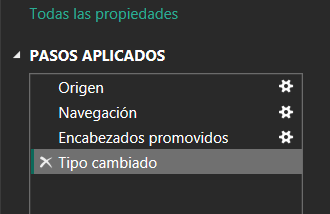 Todas las propiedades
PASOS APLICADOS
Origen
Navegación
Encabezados promovidos
Tipo cambiado